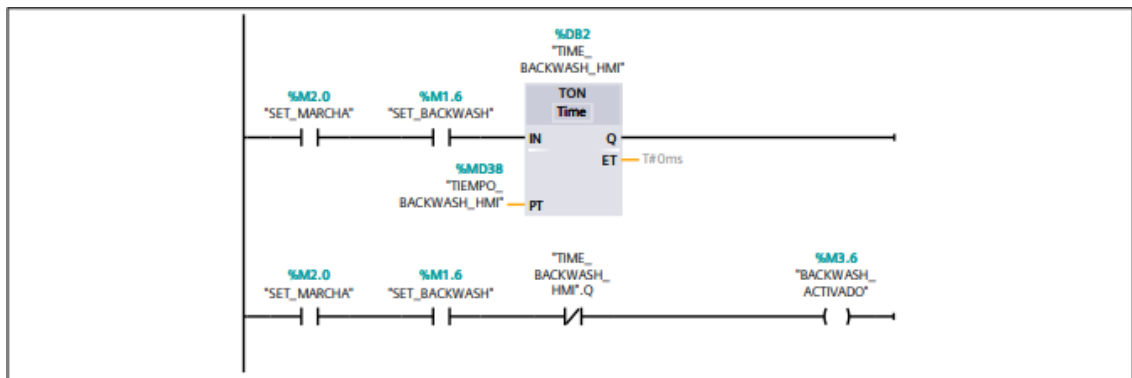 %DB2
"TIME_
BACKWASH_HMI"
TON
Time
%M2.0
"SET_MARCHA"
%M1.6
"SET_BACKWASH"
IN
Q
ET
T#0ms
%MD38
"TIEMPO_
BACKWASH_HMI"
PT
%M2.0
"SET_MARCHA"
%M1.6
"SET_BACKWASH"
"TIME_
BACKWASH_
HMI".Q
%M3.6
"BACKWASH_
ACTIVADO"